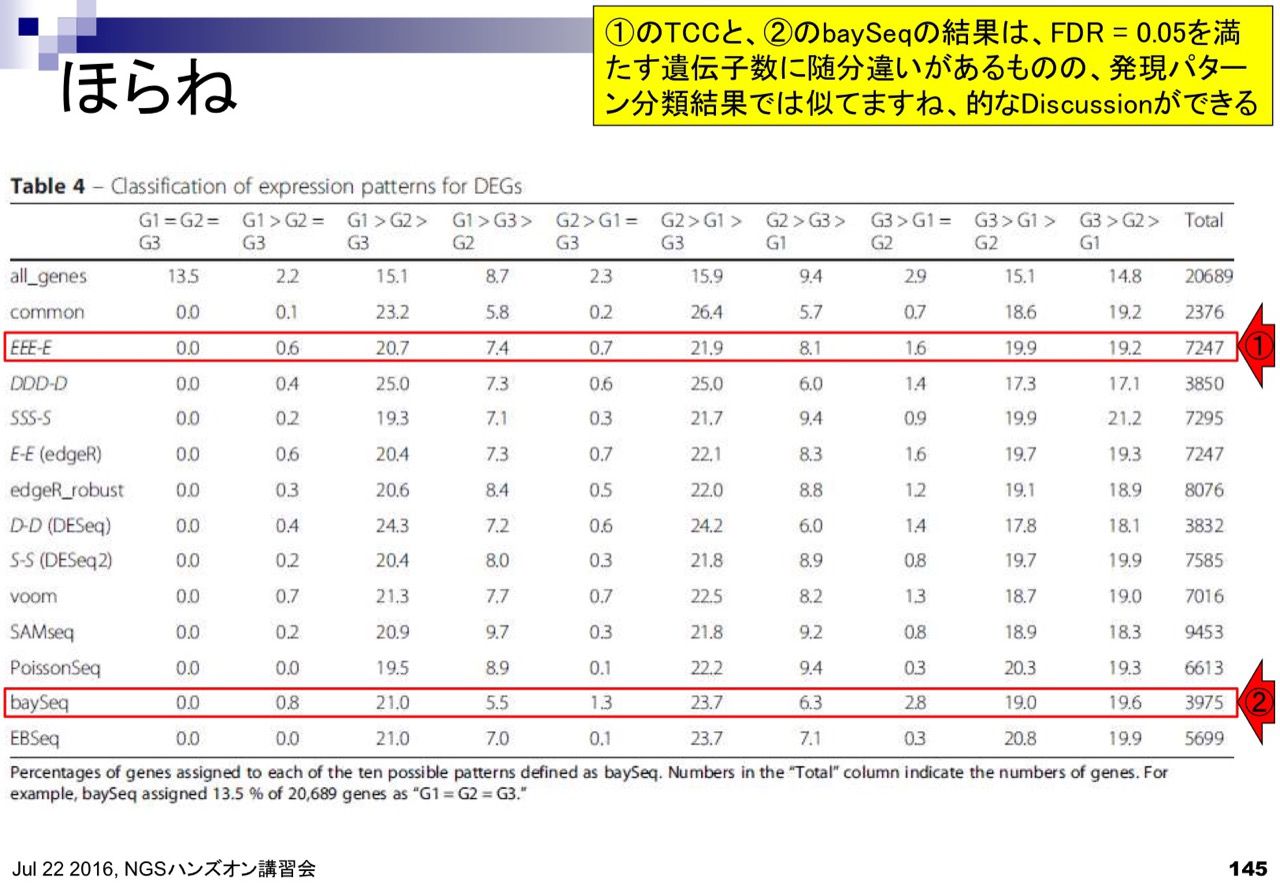 ①のTCCと、②のbaySeqの結果は、FDR = 0.05を満
たす遺伝子数に随分違いがあるものの、発現パター
ン分類結果では似てますね、的なDiscussionができる
ほらね
Table 4 – Classification of expression patterns for DEGs
G1 = G2 = G3 G1 > G2 = G3 G1 > G2 > G3 G1 > G3 > G2 G2 > G1 = G3 G2 > G1 > G3 G2 > G3 > G1 G3 > G1 = G2 G3 > G1 > G2 G3 > G2 > G1 Total
all_genes 13.5 2.2 15.1 8.7 2.3 15.9 9.4 2.9 15.1 14.8 20689
common 0.0 0.1 23.2 5.8 0.2 26.4 5.7 0.7 18.6 19.2 2376
EEE-E 0.0 0.6 20.7 7.4 0.7 21.9 8.1 1.6 19.9 19.2 7247 ①
DDD-D 0.0 0.4 25.0 7.3 0.6 25.0 6.0 1.4 17.3 17.1 3850
SSS-S 0.0 0.2 19.3 7.1 0.3 21.7 9.4 0.9 19.9 21.2 7295
E-E (edgeR) 0.0 0.6 20.4 7.3 0.7 22.1 8.3 1.6 19.7 19.3 7247
edgeR_robust 0.0 0.3 20.6 8.4 0.5 22.0 8.8 1.2 19.1 18.9 8076
D-D (DESeq) 0.0 0.4 24.3 7.2 0.6 24.2 6.0 1.4 17.8 18.1 3832
S-S (DESeq2) 0.0 0.2 20.4 8.0 0.3 21.8 8.9 0.8 19.7 19.9 7585
voom 0.0 0.7 21.3 7.7 0.7 22.5 8.2 1.3 18.7 19.0 7016
SAMseq 0.0 0.2 20.9 9.7 0.3 21.8 9.2 0.8 18.9 18.3 9453
PoissonSeq 0.0 0.0 19.5 8.9 0.1 22.2 9.4 0.3 20.3 19.3 6613
baySeq 0.0 0.8 21.0 5.5 1.3 23.7 6.3 2.8 19.0 19.6 3975 ②
EBSeq 0.0 0.0 21.0 7.0 0.1 23.7 7.1 0.3 20.8 19.9 5699
Percentages of genes assigned to each of the ten possible patterns defined as baySeq. Numbers in the “Total” column indicate the numbers of genes. For
example, baySeq assigned 13.5 % of 20,689 genes as “G1 = G2 = G3.”
Jul 22 2016, NGSハンズオン講習会
145